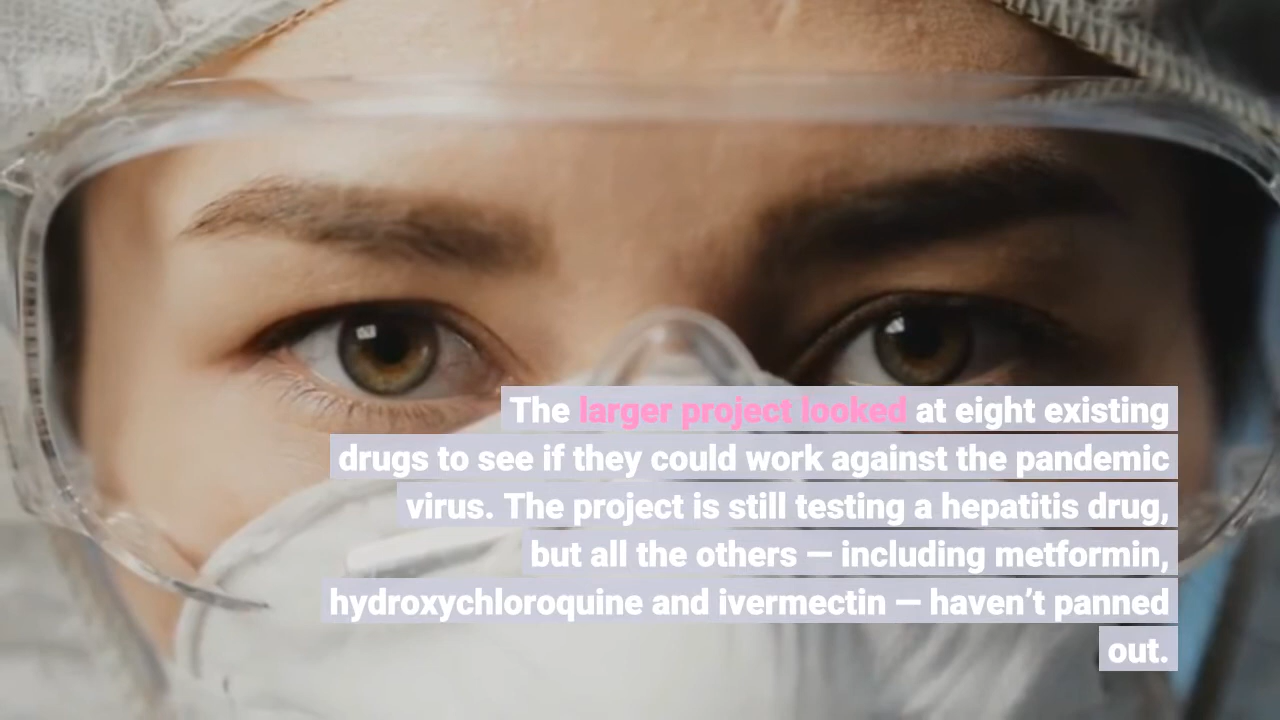 The larger project looked at eight existing
drugs to see if they could work against the pandemic
virus. The project is still testing a hepatitis drug,
but all the others — including metformin,
hydroxychloroquine and ivermectin — haven’t panned
out.